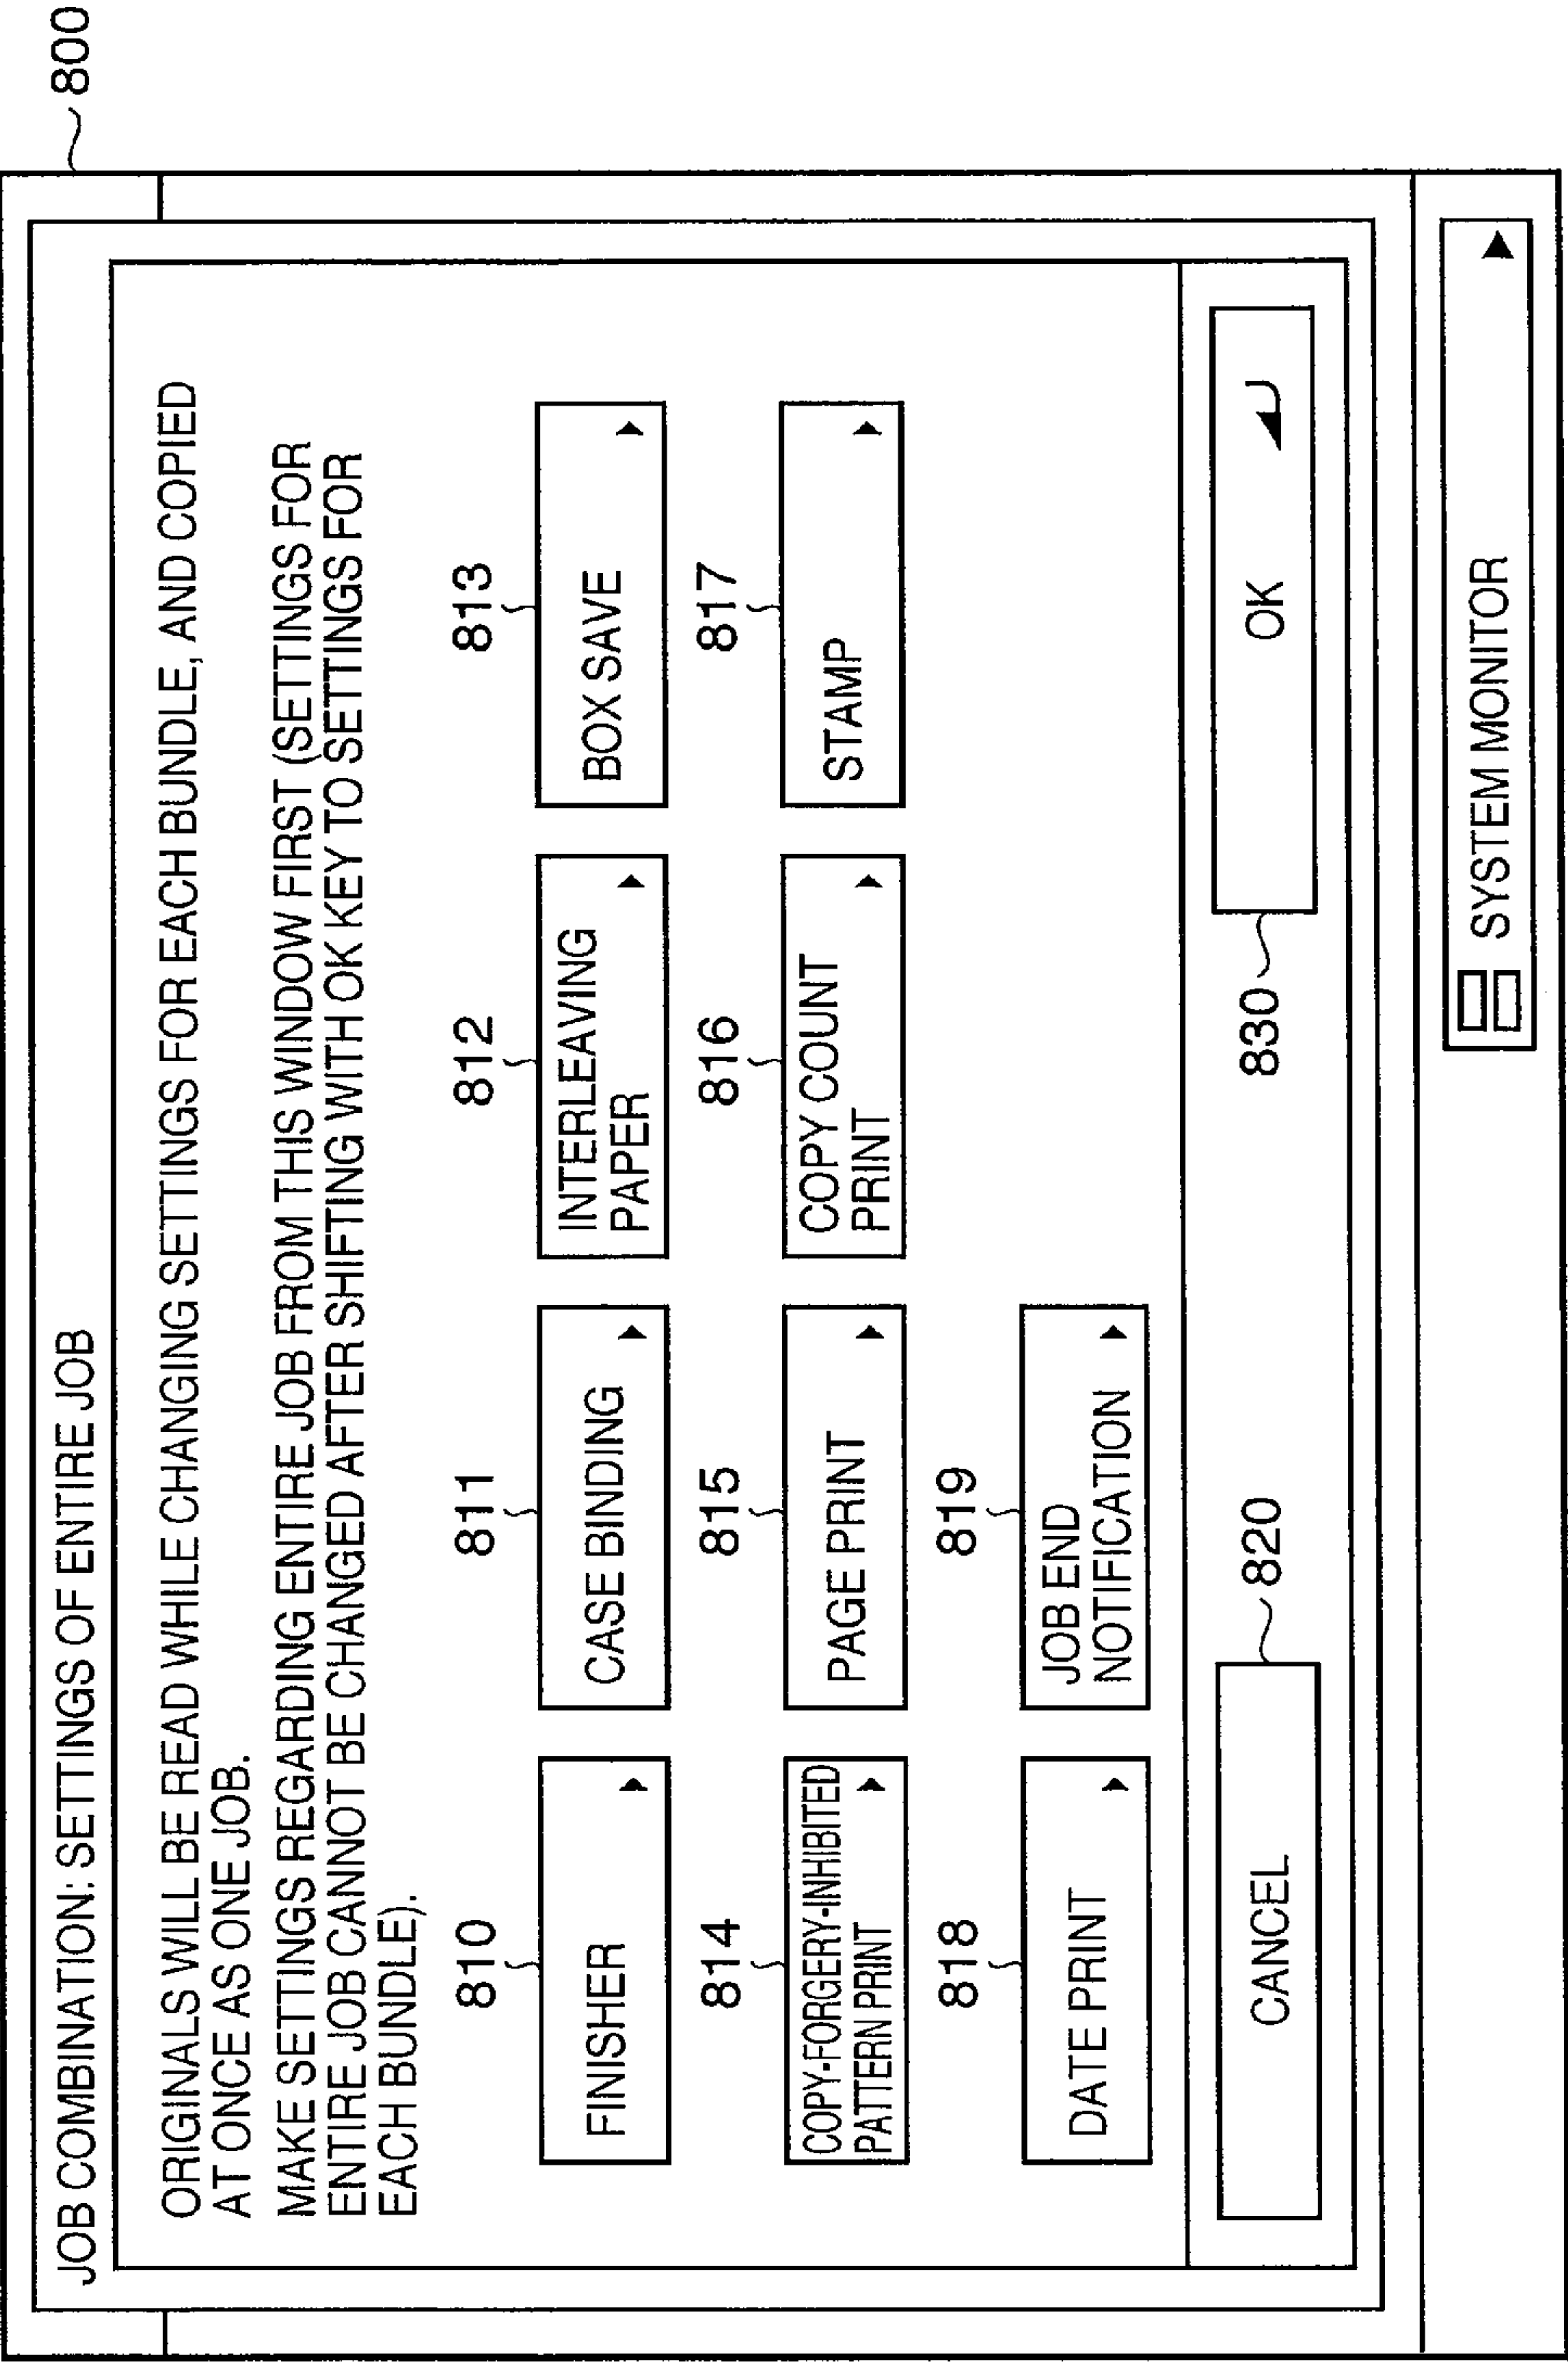 800
JOB COMBINATION: SETTINGS OF ENTIRE JOB
ORIGINALS WILL BE READ WHILE CHANGING SETTINGS FOR EACH BUNDLE, AND COPIED
AT ONCE AS ONE JOB.
MAKE SETTINGS REGARDING ENTIRE JOB FROM THIS WINDOW FIRST (SETTINGS FOR
ENTIRE JOB CANNOT BE CHANGED AFTER SHIFTING WITH OK KEY TO SETTINGS FOR
EACH BUNDLE).
810
FINISHER
811
CASE BINDING
812
INTERLEAVING
PAPER
813
BOX SAVE
814
COPY-FORGERY-INHIBITED
PATTERN PRINT
815
PAGE PRINT
816
COPY COUNT
PRINT
817
STAMP
818
DATE PRINT
819
JOB END
NOTIFICATION
CANCEL
820
830
OK
SYSTEM MONITOR